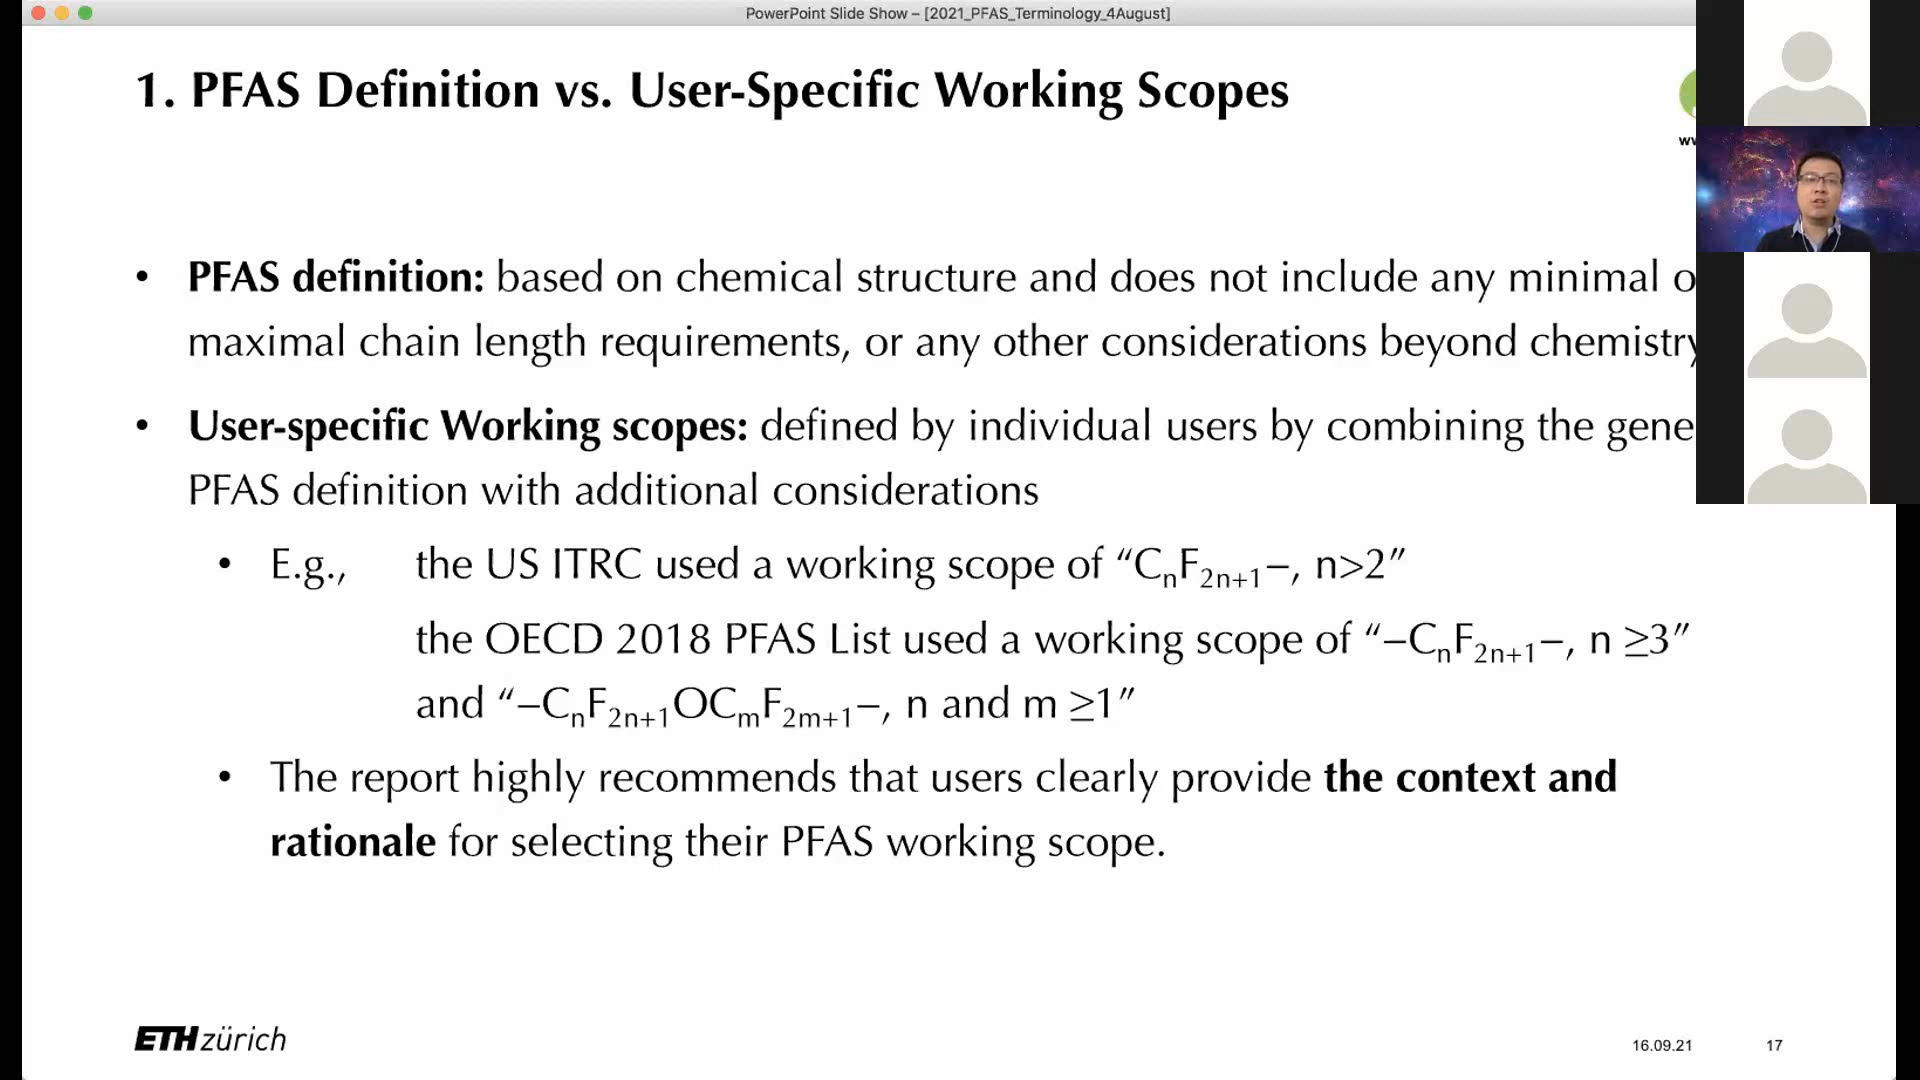 PowerPoint Slide Show – [2021_PFAS_Terminology_4August]
1. PFAS Definition vs. User-Specific Working Scopes
• PFAS definition: based on chemical structure and does not include any minimal
maximal chain length requirements, or any other considerations beyond chemistry
• User-specific Working scopes: defined by individual users by combining the
PFAS definition with additional considerations
• E.g., the US ITRC used a working scope of “CₙF₂ₙ₊₁–, n>2”
the OECD 2018 PFAS List used a working scope of “–CₙF₂ₙ₊₁–, n ≥3”
and “–CₙF₂ₙ₊₁OCₘF₂ₘ₊₁–, n and m ≥1”
• The report highly recommends that users clearly provide the context and
rationale for selecting their PFAS working scope.
ETH zürich
16.09.21 17